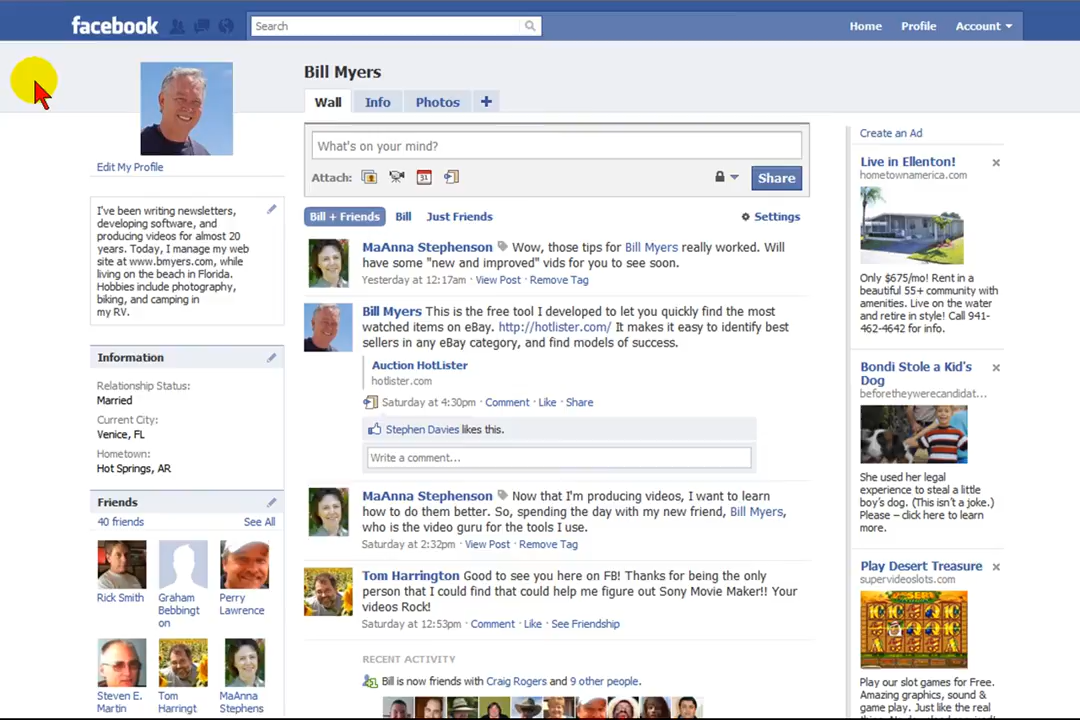 facebook
Search
Home
Profile
Account
Bill Myers
Wall
Info
Photos
+
Edit My Profile
I've been writing newsletters,
developing software, and
producing videos for almost 20
years. Today, I manage my web
site at www.bmyers.com, while
living on the beach in Florida.
Hobbies include photography,
biking, and camping in
my RV.
Information
Relationship Status:
Married
Current City:
Venice, FL
Hometown:
Hot Springs, AR
Friends
40 friends
See All
Rick Smith
Graham
Bebbingt
on
Perry
Lawrence
Steven E.
Martin
Tom
Harringt
MaAnna
Stephens
What's on your mind?
Attach:
31
Share
Bill + Friends
Bill
Just Friends
Settings
MaAnna Stephenson Wow, those tips for Bill Myers really worked. Will
have some "new and improved" vids for you to see soon.
Yesterday at 12:17am · View Post · Remove Tag
Bill Myers This is the free tool I developed to let you quickly find the most
watched items on eBay. http://hotlister.com/ It makes it easy to identify best
sellers in any eBay category, and find models of success.
Auction HotLister
hotlister.com
Saturday at 4:30pm · Comment · Like · Share
Stephen Davies likes this.
Write a comment...
MaAnna Stephenson Now that I'm producing videos, I want to learn
how to do them better. So, spending the day with my new friend, Bill Myers,
who is the video guru for the tools I use.
Saturday at 2:32pm · View Post · Remove Tag
Tom Harrington Good to see you here on FB! Thanks for being the only
person that I could find that could help me figure out Sony Movie Maker!! Your
videos Rock!
Saturday at 12:53pm · Comment · Like · See Friendship
RECENT ACTIVITY
Bill is now friends with Craig Rogers and 9 other people.
Create an Ad
Live in Ellenton!
hometownamerica.com
Only $675/mo! Rent in a
beautiful 55+ community with
amenities. Live on the water
and retire in style! Call 941-
462-4642 for info.
Bondi Stole a Kid's
Dog
beforetheywerecandidat...
She used her legal
experience to steal a little
boy's dog. (This isn't a joke.)
Please – click here to learn
more.
Play Desert Treasure
supervideoslots.com
Play our slot games for Free.
Amazing graphics, sound &
game play. Just like the real